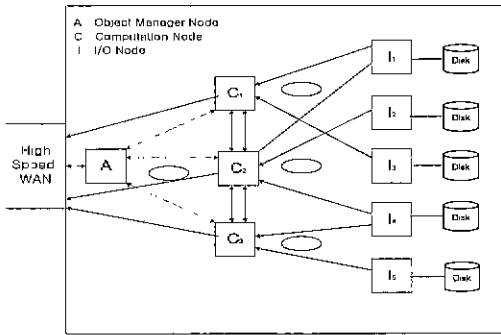 A Object Manager Node
C Computation Node
I I/O Node
High
Speed
WAN
A
C1
C2
C3
I1
Disk
I2
Disk
I3
Disk
I4
Disk
I5
Disk